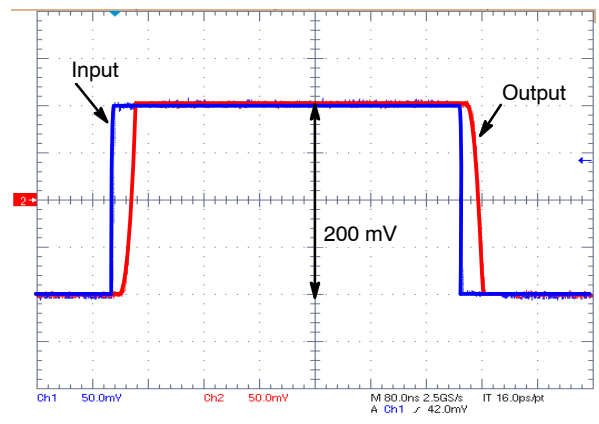 Input
Output
2
200 mV
Ch1 50.0mV Ch2 50.0mV M 80.0ns 2.5GS/s IT 16.0ps/pt
A Ch1 / 42.0mV